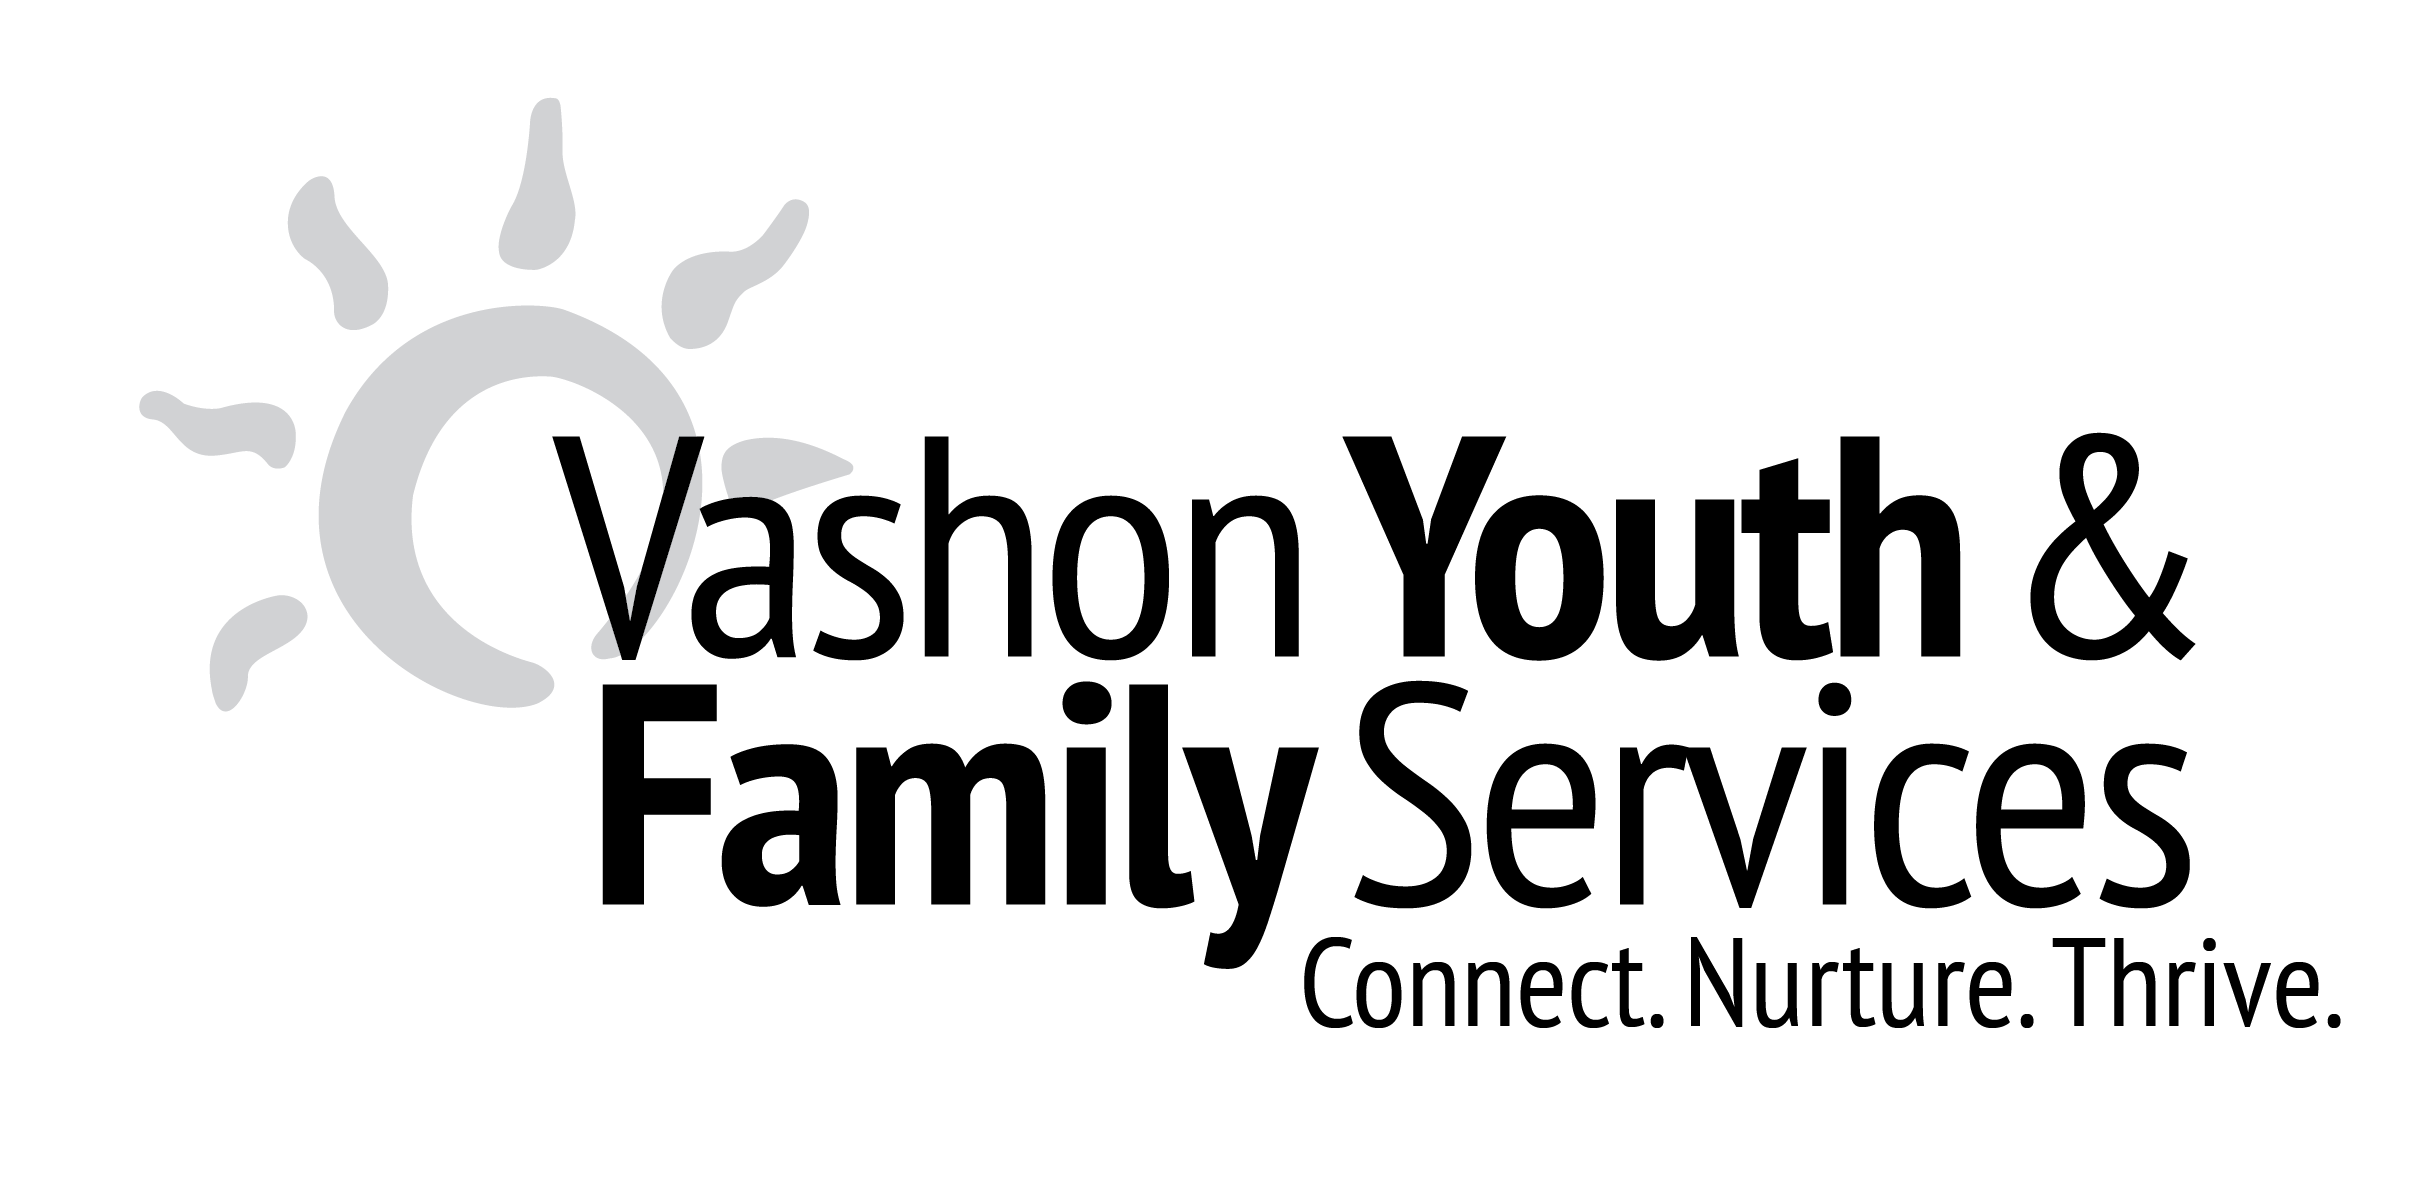 Vashon Youth &
Family Services
Connect. Nurture. Thrive.